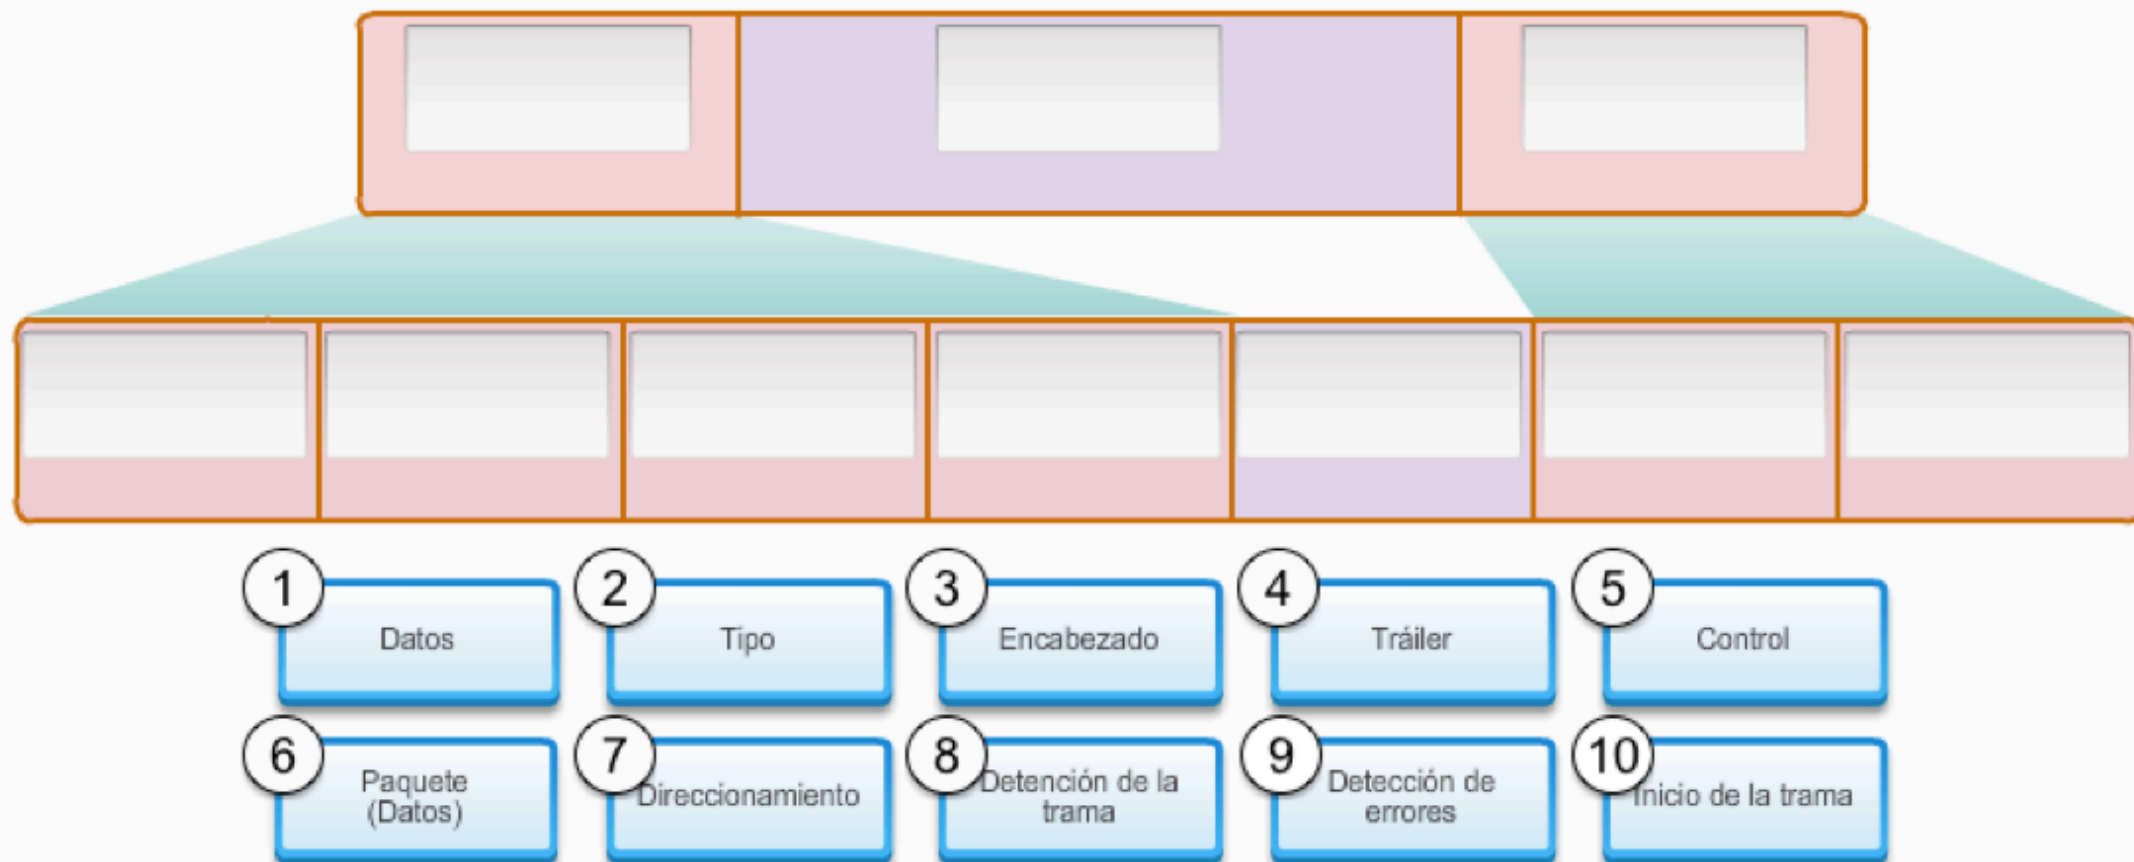 1
Datos
2
Tipo
3
Encabezado
4
Tráiler
5
Control
6
Paquete
(Datos)
7
Direccionamiento
8
Detención de la
trama
9
Detección de
errores
10
Inicio de la trama